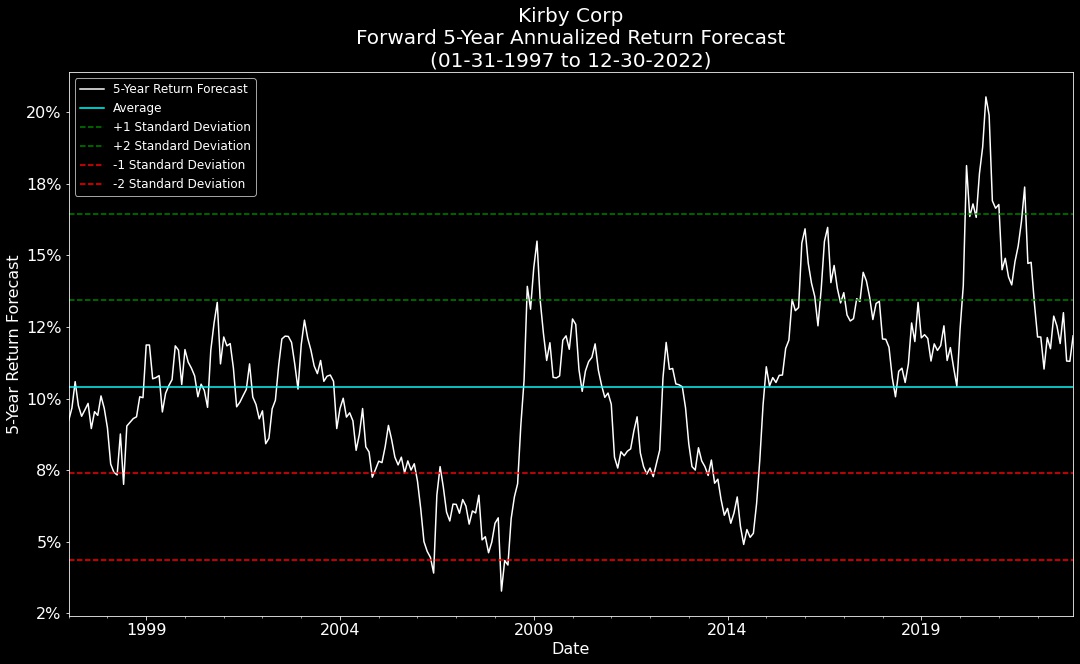 Kirby Corp
Forward 5-Year Annualized Return Forecast
(01-31-1997 to 12-30-2022)
5-Year Return Forecast
Average
+1 Standard Deviation
+2 Standard Deviation
-1 Standard Deviation
-2 Standard Deviation
20%
18%
15%
12%
10%
8%
5%
2%
5-Year Return Forecast
1999
2004
2009
2014
2019
Date